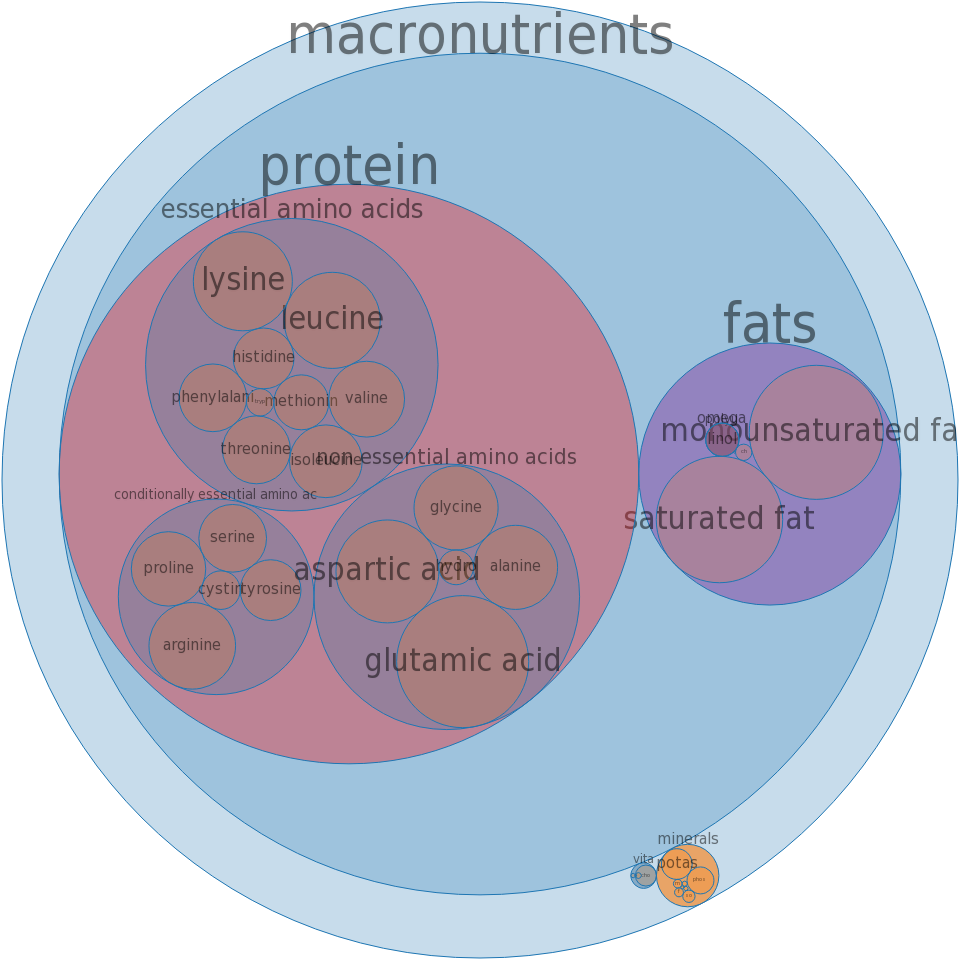 macronutrients
protein
essential amino acids
lysine
leucine
fats
histidine
phenylalani
methionin
valine
omega
linol
monounsaturated fa
threonine
isoleucine
non essential amino acids
conditionally essential amino ac
glycine
saturated fat
serine
proline
aspartic acid
hydro
alanine
cystin
tyrosine
arginine
glutamic acid
minerals
vita
potas
phos